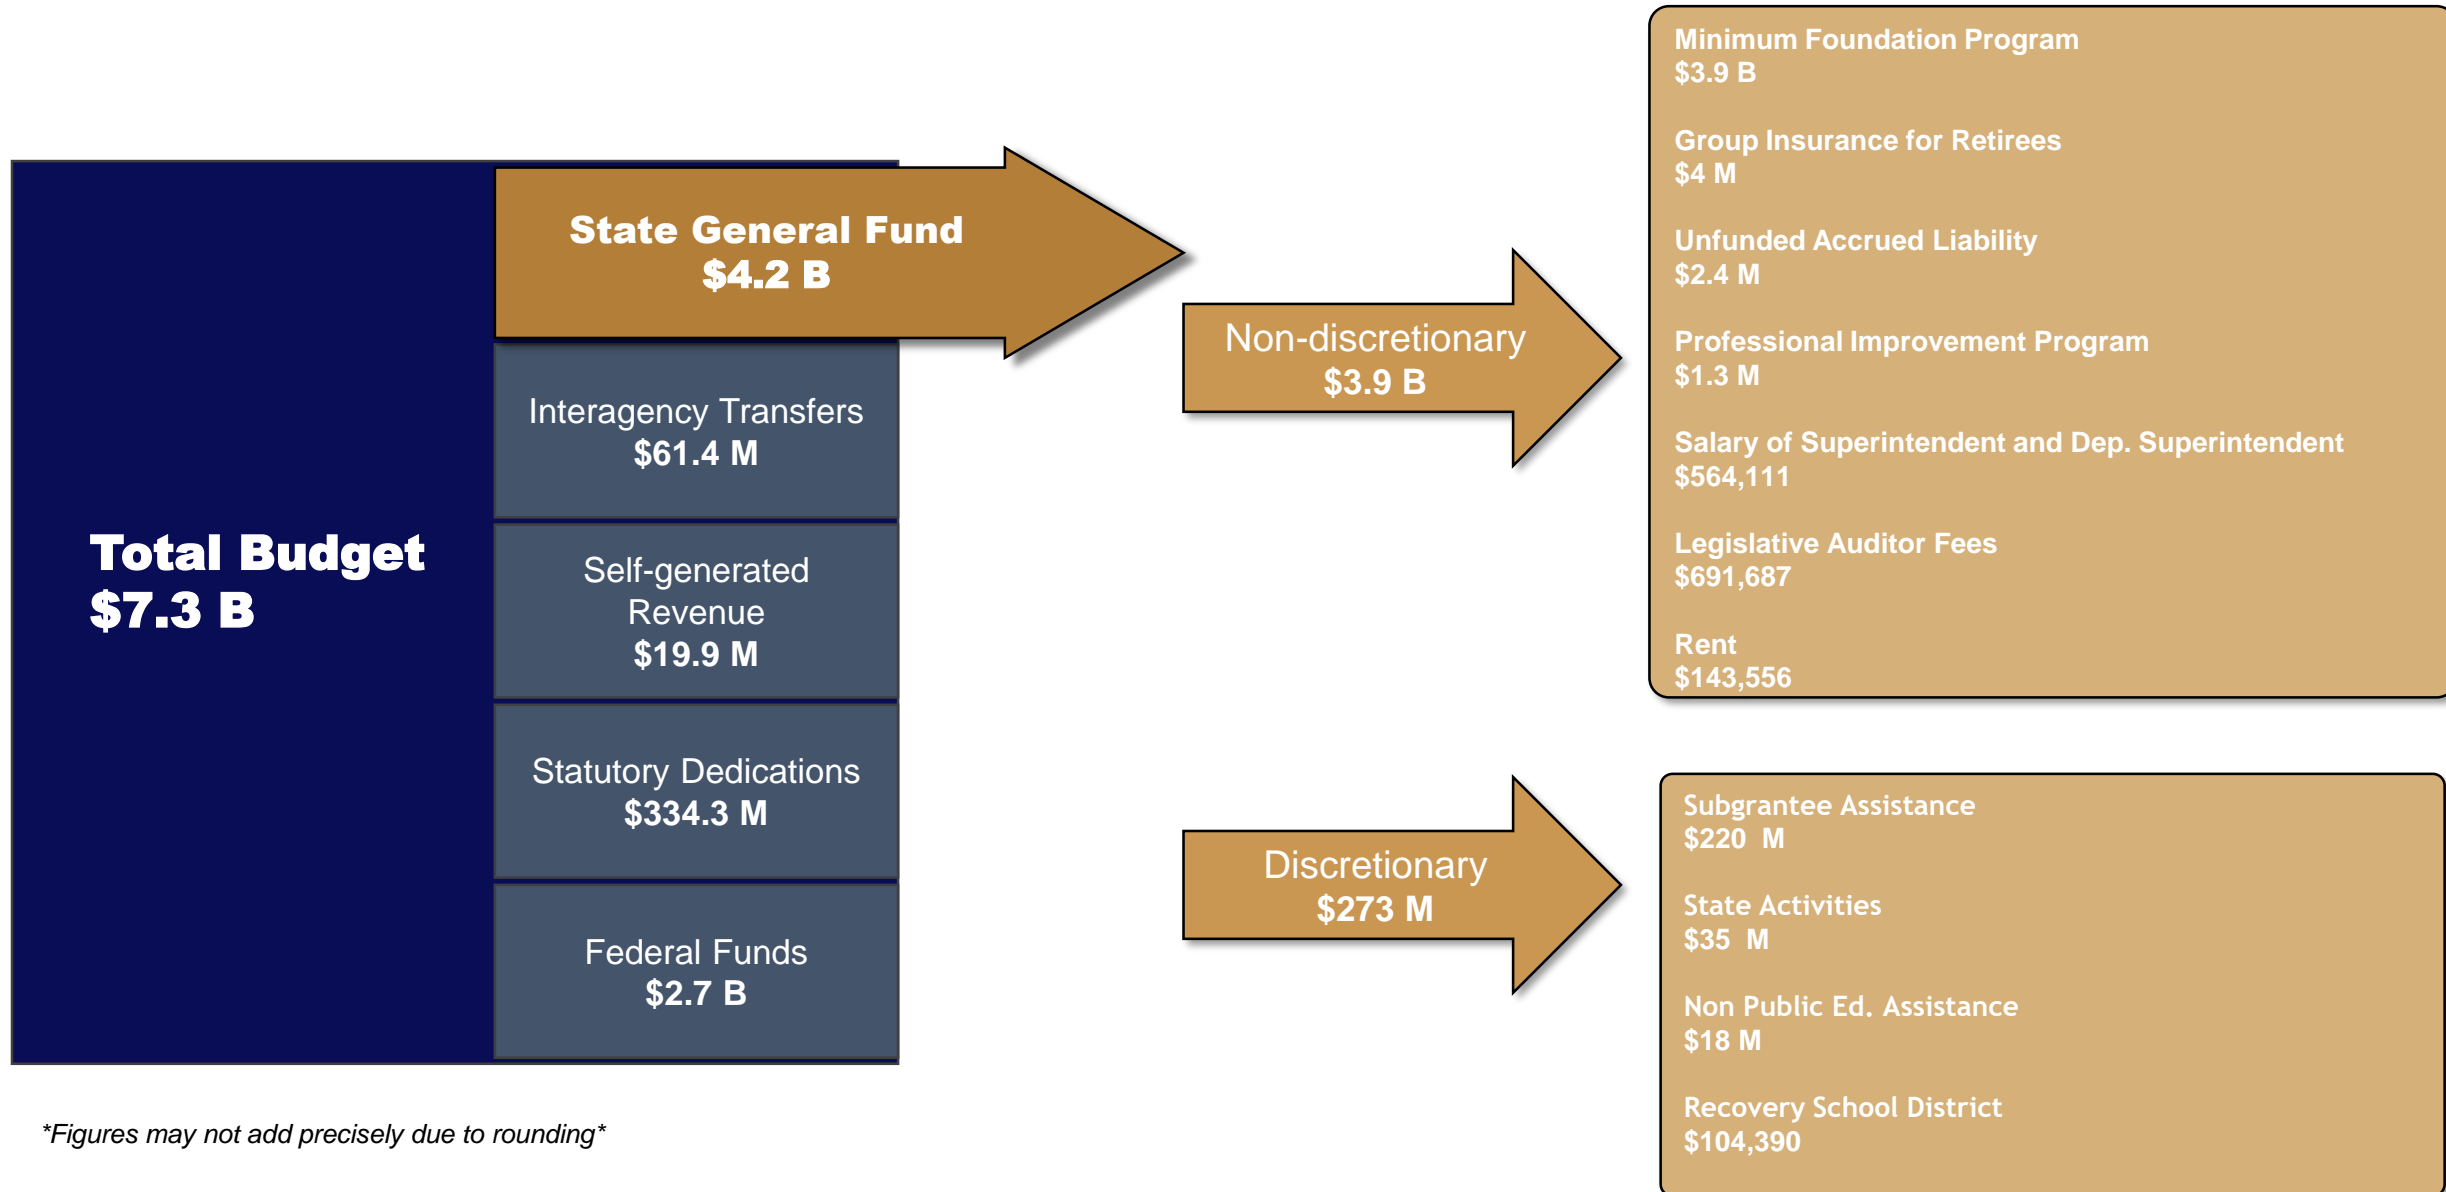 Total Budget
$7.3 B
State General Fund
$4.2 B
Interagency Transfers
$61.4 M
Self-generated
Revenue
$19.9 M
Statutory Dedications
$334.3 M
Federal Funds
$2.7 B
Non-discretionary
$3.9 B
Minimum Foundation Program
$3.9 B
Group Insurance for Retirees
$4 M
Unfunded Accrued Liability
$2.4 M
Professional Improvement Program
$1.3 M
Salary of Superintendent and Dep. Superintendent
$564,111
Legislative Auditor Fees
$691,687
Rent
$143,556
Discretionary
$273 M
Subgrantee Assistance
$220  M
State Activities
$35  M
Non Public Ed. Assistance
$18 M
Recovery School District
$104,390
*Figures may not add precisely due to rounding*